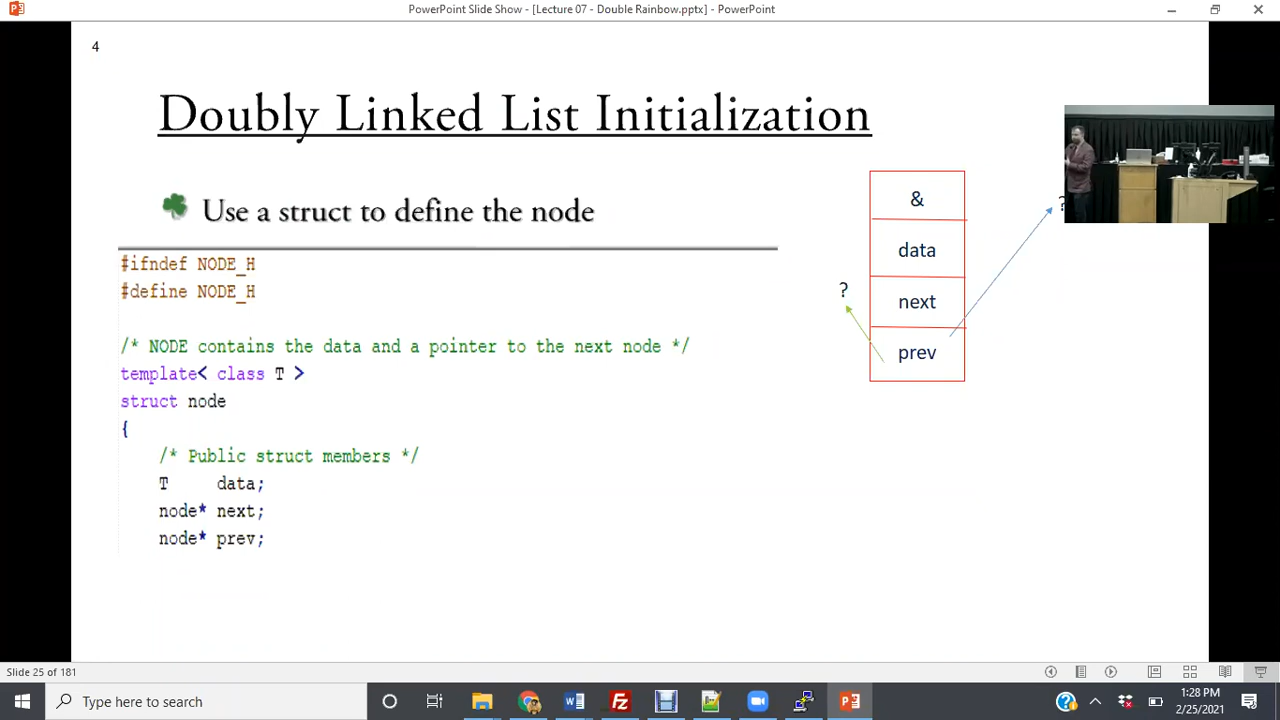 PowerPoint Slide Show - [Lecture 07 - Double Rainbow.pptx] - PowerPoint
4
Doubly Linked List Initialization
Use a struct to define the node
#ifndef NODE_H
#define NODE_H
/* NODE contains the data and a pointer to the next node */
template< class T >
struct node
{
/* Public struct members */
T data;
node* next;
node* prev;
&
data
next
prev
?
?
Slide 25 of 181
Type here to search
1:28 PM
2/25/2021